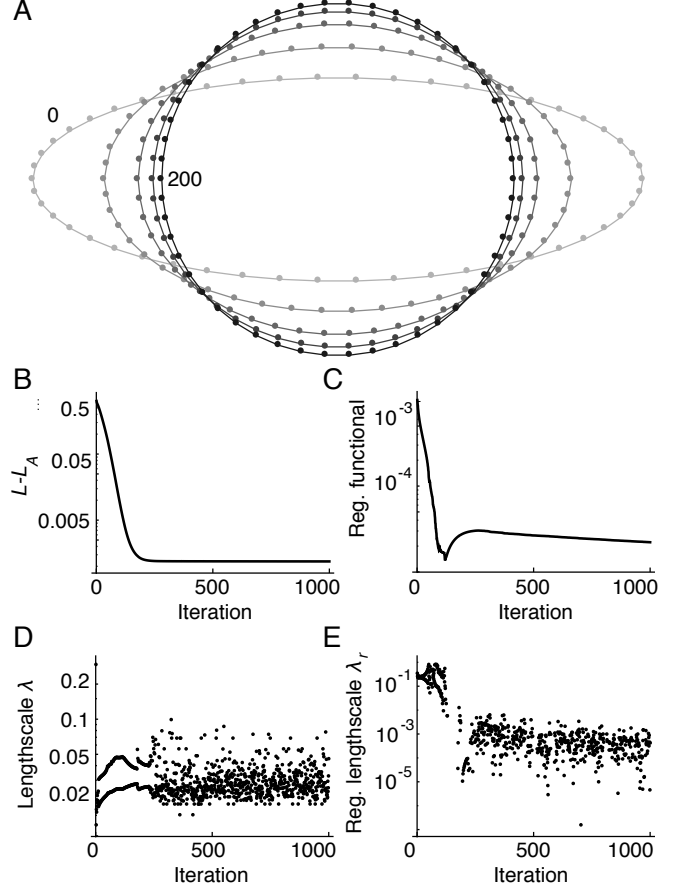 A
0
200
B
C
...
0.5
0.05
0.005
L-L_A
0 500 1000
Iteration
10^-3
10^-4
Reg. functional
0 500 1000
Iteration
D
E
0.2
0.1
0.05
0.02
Lengthscale λ
0 500 1000
Iteration
10^-1
10^-3
10^-5
Reg. lengthscale λ_r
0 500 1000
Iteration